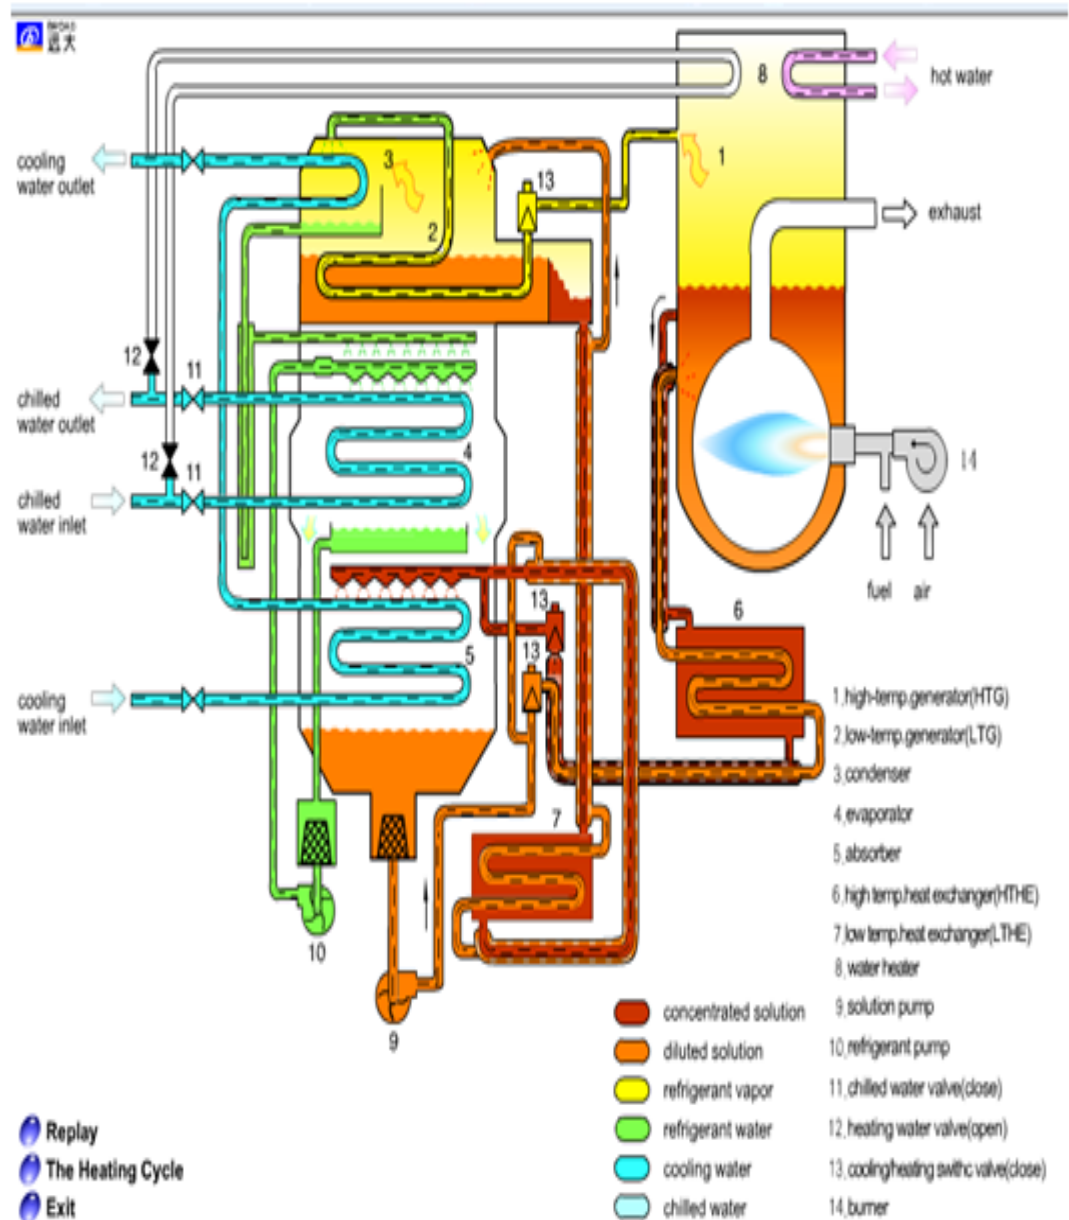 BROAD
远大
8
hot water
cooling
water outlet
3
1
13
exhaust
2
12
11
chilled
water outlet
4
12
11
14
chilled
water inlet
fuel
air
13
6
13
5
cooling
water inlet
7
10
9
1,high-temp.generator(HTG)
2,low-temp.generator(LTG)
3,condenser
4,evaporator
5,absorber
6,high temp.heat exchanger(HTHE)
7,low temp.heat exchanger(LTHE)
8,water heater
9,solution pump
10,refrigerant pump
11,chilled water valve(close)
12,heating water valve(open)
13,cooling/heating swithc valve(close)
14,burner
concentrated solution
diluted solution
refrigerant vapor
refrigerant water
cooling water
chilled water
Replay
The Heating Cycle
Exit